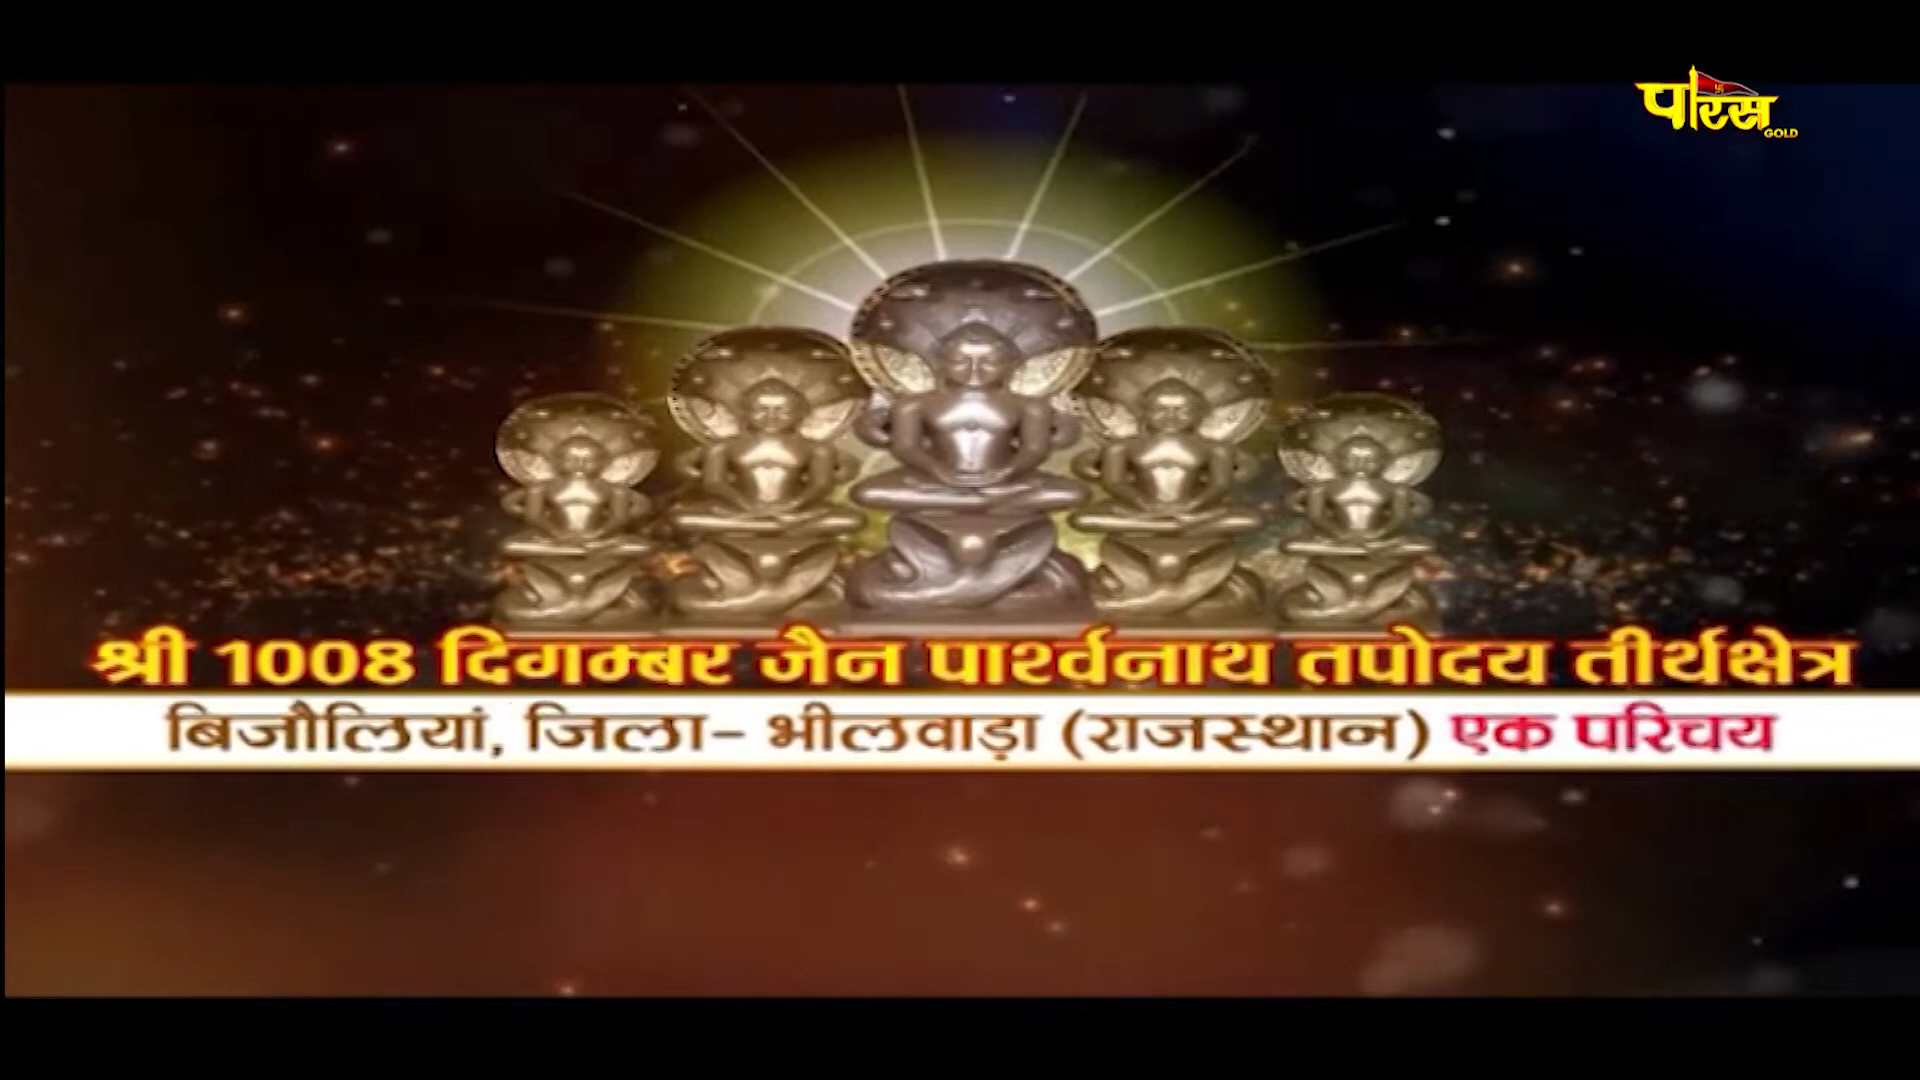 पारस
GOLD
श्री 1008 दिगम्बर जैन पार्श्वनाथ तपोदय तीर्थक्षेत्र
बिजौलियां, जिला- भीलवाड़ा (राजस्थान) एक परिचय